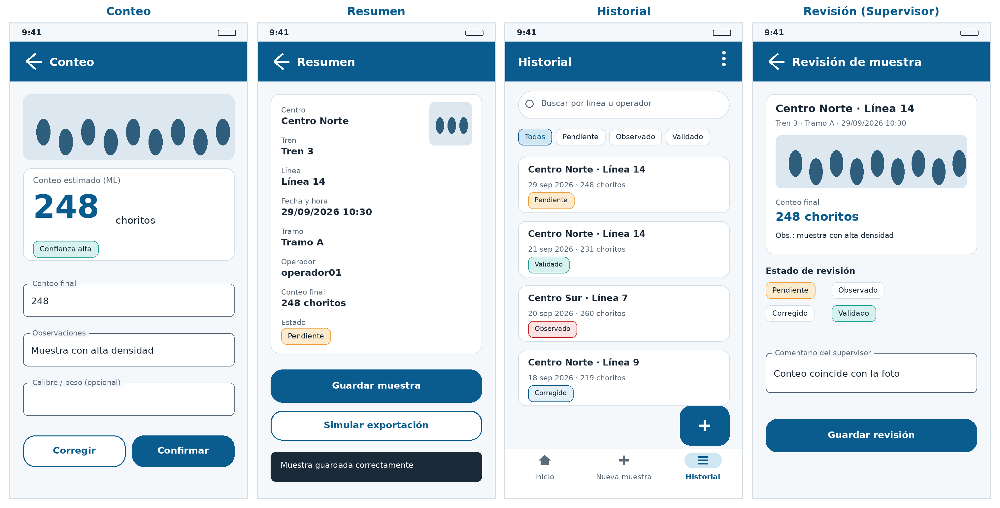 Conteo
9:41
Conteo
Conteo estimado (ML)
248 choritos
Confianza alta
Conteo final
248
Observaciones
Muestra con alta densidad
Calibre / peso (opcional)
Corregir
Confirmar
Resumen
9:41
Resumen
Centro
Centro Norte
Tren
Tren 3
Línea
Línea 14
Fecha y hora
29/09/2026 10:30
Tramo
Tramo A
Operador
operador01
Conteo final
248 choritos
Estado
Pendiente
Guardar muestra
Simular exportación
Muestra guardada correctamente
Historial
9:41
Historial
Buscar por línea u operador
Todas
Pendiente
Observado
Validado
Centro Norte · Línea 14
29 sep 2026 · 248 choritos
Pendiente
Centro Norte · Línea 14
21 sep 2026 · 231 choritos
Validado
Centro Sur · Línea 7
20 sep 2026 · 260 choritos
Observado
Centro Norte · Línea 9
18 sep 2026 · 219 choritos
Corregido
+
Inicio
Nueva muestra
Historial
Revisión (Supervisor)
9:41
Revisión de muestra
Centro Norte · Línea 14
Tren 3 · Tramo A · 29/09/2026 10:30
Conteo final
248 choritos
Obs.: muestra con alta densidad
Estado de revisión
Pendiente
Observado
Corregido
Validado
Comentario del supervisor
Conteo coincide con la foto
Guardar revisión